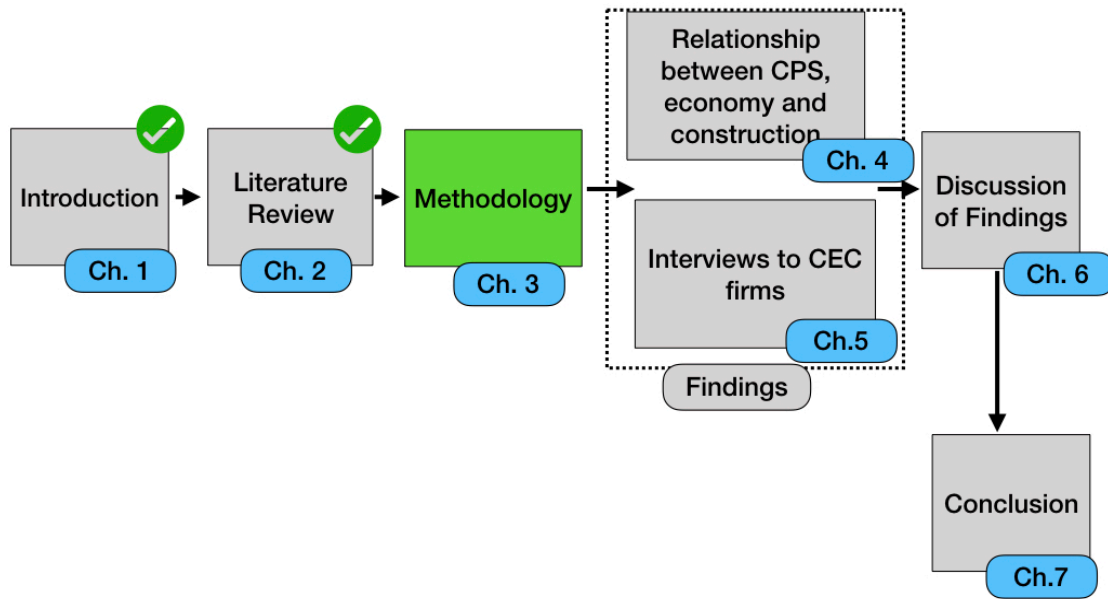 Introduction
Ch. 1
Literature
Review
Ch. 2
Methodology
Ch. 3
Relationship
between CPS,
economy and
construction
Ch. 4
Interviews to CEC
firms
Ch.5
Findings
Discussion
of Findings
Ch. 6
Conclusion
Ch.7